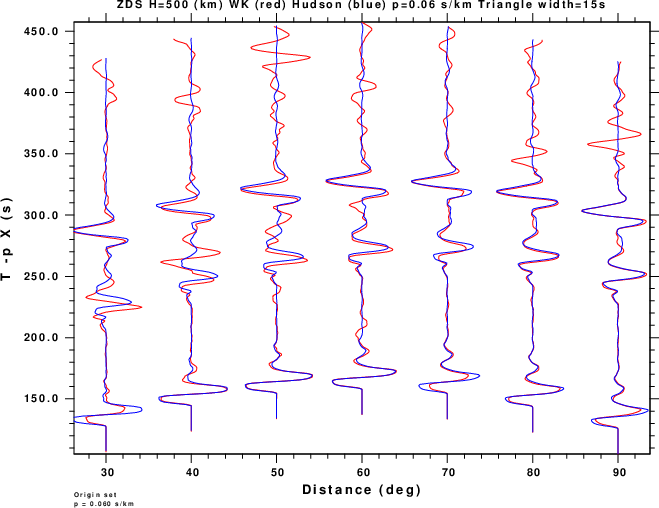 ZDS H=500 (km) WK (red) Hudson (blue) p=0.06 s/km Triangle width=15s
450.0
400.0
350.0
300.0
250.0
200.0
150.0
T -p X (s)
30 40 50 60 70 80 90
Distance (deg)
Origin set
p = 0.060 s/km